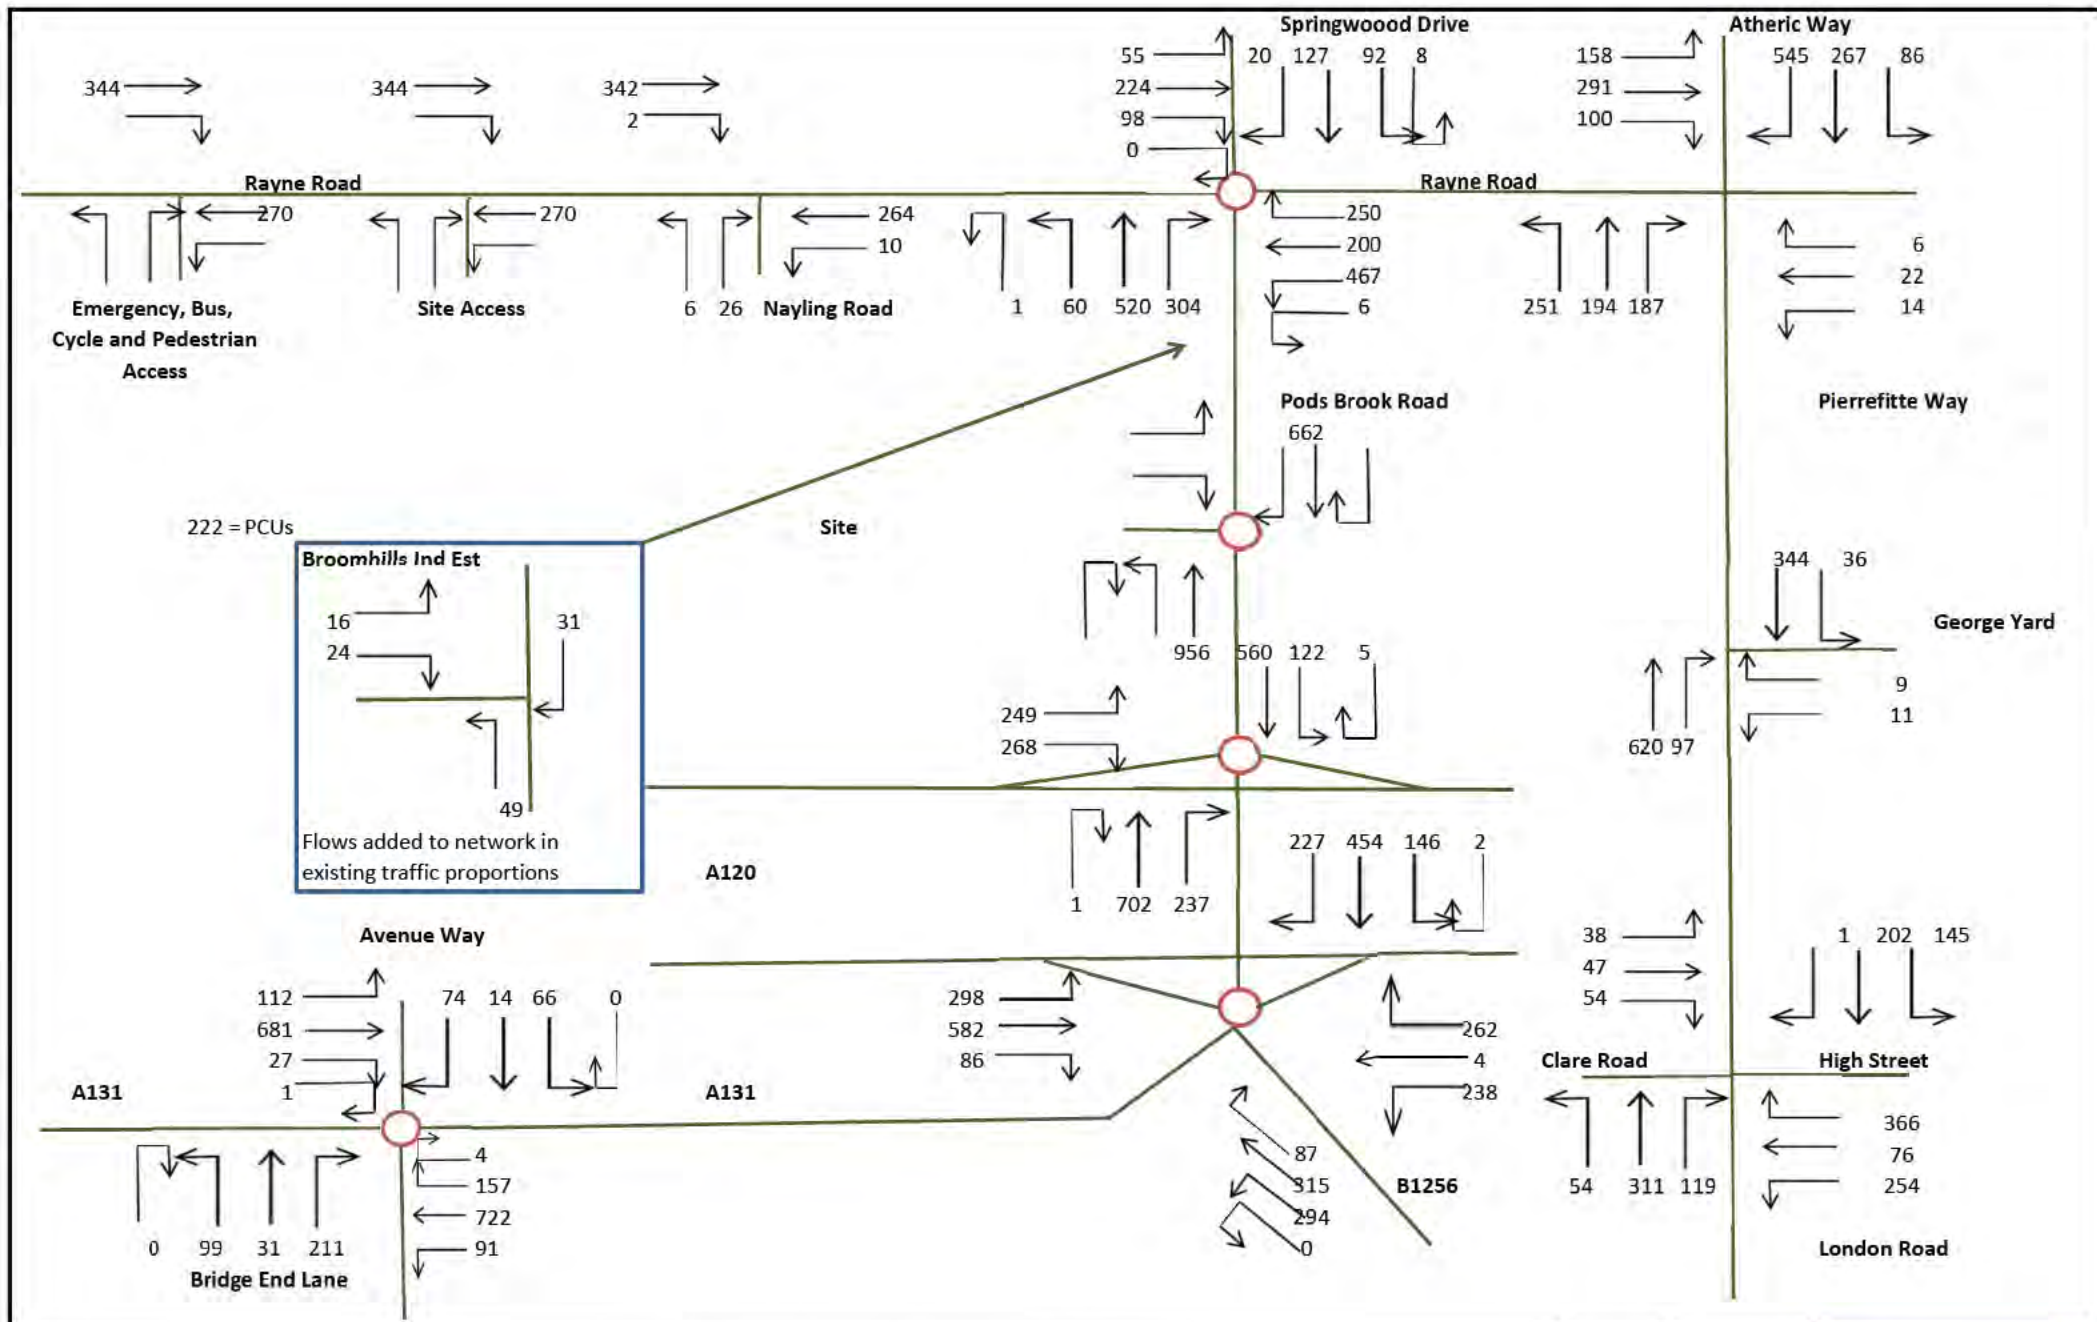 Springwoood Drive
Atheric Way
55 20 127 92 8 158 545 267 86
344 344 342 224 291
2 98 100
0
Rayne Road Rayne Road
270 270 264 250
10 200 6
467 22
Emergency, Bus, Site Access 6 26 Nayling Road 1 60 520 304 6 251 194 187 14
Cycle and Pedestrian
Access
Pods Brook Road Pierrefitte Way
662
222 = PCUs Site
Broomhills Ind Est 344 36
16 31 George Yard
24 956 560 122 5
9
249 11
268 620 97
49
Flows added to network in 227 454 146 2
existing traffic proportions A120
1 702 237
Avenue Way 38 1 202 145
47
112 74 14 66 0 298 54
681 582 262
27 86 4 Clare Road High Street
A131 1 A131 238
366
4 87 76
157 315 B1256 54 311 119 254
722 294
0 99 31 211 91 0 London Road
Bridge End Lane